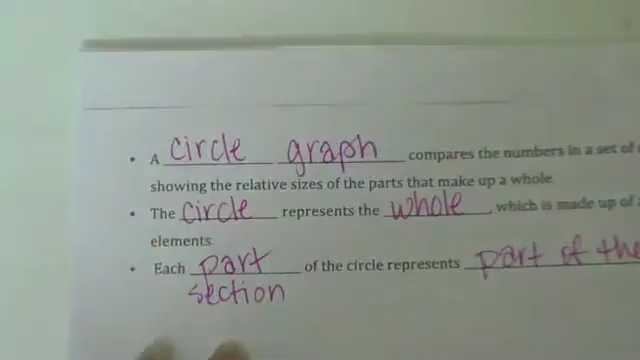 • A circle graph compares the numbers in a set of
showing the relative sizes of the parts that make up a whole.
• The circle represents the whole, which is made up of
elements.
• Each part of the circle represents part of the
section